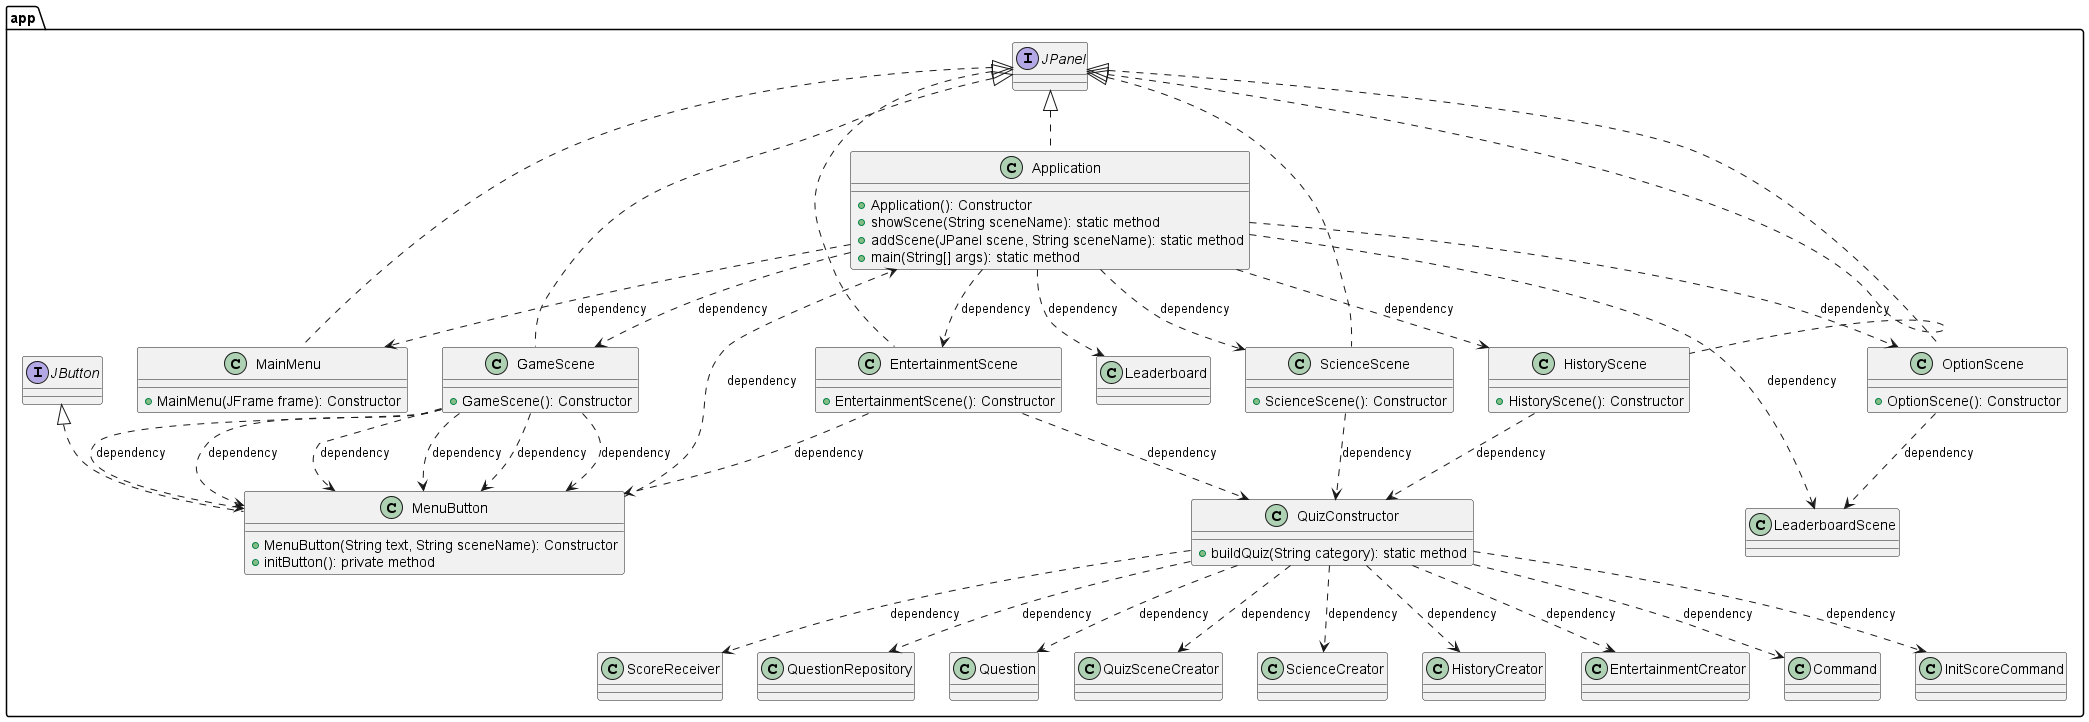 app
I JPanel
C Application
Application(): Constructor
showScene(String sceneName): static method
addScene(JPanel scene, String sceneName): static method
main(String[] args): static method
dependency
dependency
dependency
dependency
dependency
dependency
dependency
I JButton
C MainMenu
MainMenu(JFrame frame): Constructor
C GameScene
GameScene(): Constructor
C EntertainmentScene
EntertainmentScene(): Constructor
C Leaderboard
C ScienceScene
ScienceScene(): Constructor
C HistoryScene
HistoryScene(): Constructor
C OptionScene
OptionScene(): Constructor
dependency
dependency
dependency
dependency
dependency
dependency
dependency
dependency
dependency
dependency
dependency
dependency
dependency
dependency
C MenuButton
MenuButton(String text, String sceneName): Constructor
initButton(): private method
C QuizConstructor
buildQuiz(String category): static method
C LeaderboardScene
dependency
dependency
dependency
dependency
dependency
dependency
dependency
dependency
dependency
C ScoreReceiver
C QuestionRepository
C Question
C QuizSceneCreator
C ScienceCreator
C HistoryCreator
C EntertainmentCreator
C Command
C InitScoreCommand